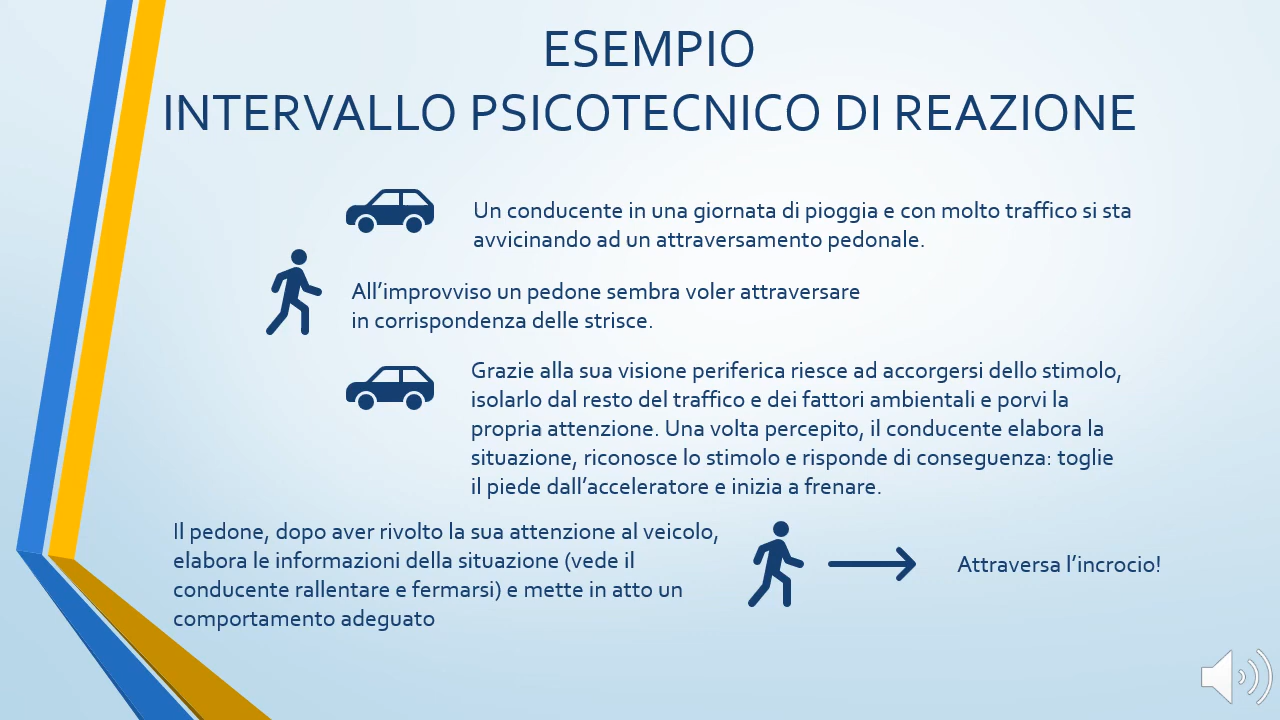 ESEMPIO
INTERVALLO PSICOTECNICO DI REAZIONE
Un conducente in una giornata di pioggia e con molto traffico si sta
avvicinando ad un attraversamento pedonale.
All’improvviso un pedone sembra voler attraversare
in corrispondenza delle strisce.
Grazie alla sua visione periferica riesce ad accorgersi dello stimolo,
isolarlo dal resto del traffico e dei fattori ambientali e porvi la
propria attenzione. Una volta percepito, il conducente elabora la
situazione, riconosce lo stimolo e risponde di conseguenza: toglie
il piede dall’acceleratore e inizia a frenare.
Il pedone, dopo aver rivolto la sua attenzione al veicolo,
elabora le informazioni della situazione (vede il
conducente rallentare e fermarsi) e mette in atto un
comportamento adeguato
Attraversa l’incrocio!